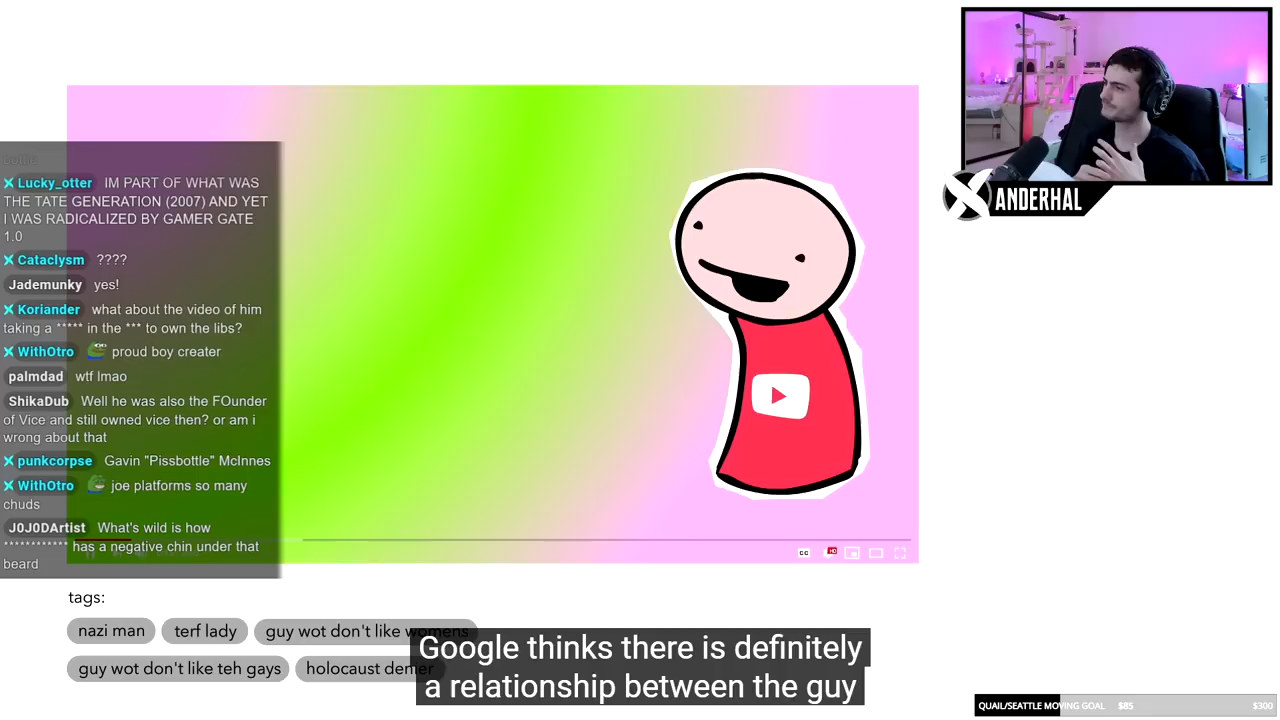 Lucky_otter IM PART OF WHAT WAS
THE TATE GENERATION (2007) AND YET
I WAS RADICALIZED BY GAMER GATE
1.0
Cataclysm ????
Jademunky yes!
Koriander what about the video of him
taking a ***** in the *** to own the libs?
WithOtro proud boy creater
palmdad wtf lmao
ShikaDub Well he was also the FOunder
of Vice and still owned vice then? or am i
wrong about that
punkcorpse Gavin "Pissbottle" McInnes
WithOtro joe platforms so many
chuds
J0J0DArtist What's wild is how
************ has a negative chin under that
beard
CC
HD
tags:
nazi man terf lady guy wot don't like womens
guy wot don't like teh gays holocaust denier
Google thinks there is definitely
a relationship between the guy
XANDERHAL
QUAIL/SEATTLE MOVING GOAL $85 $300